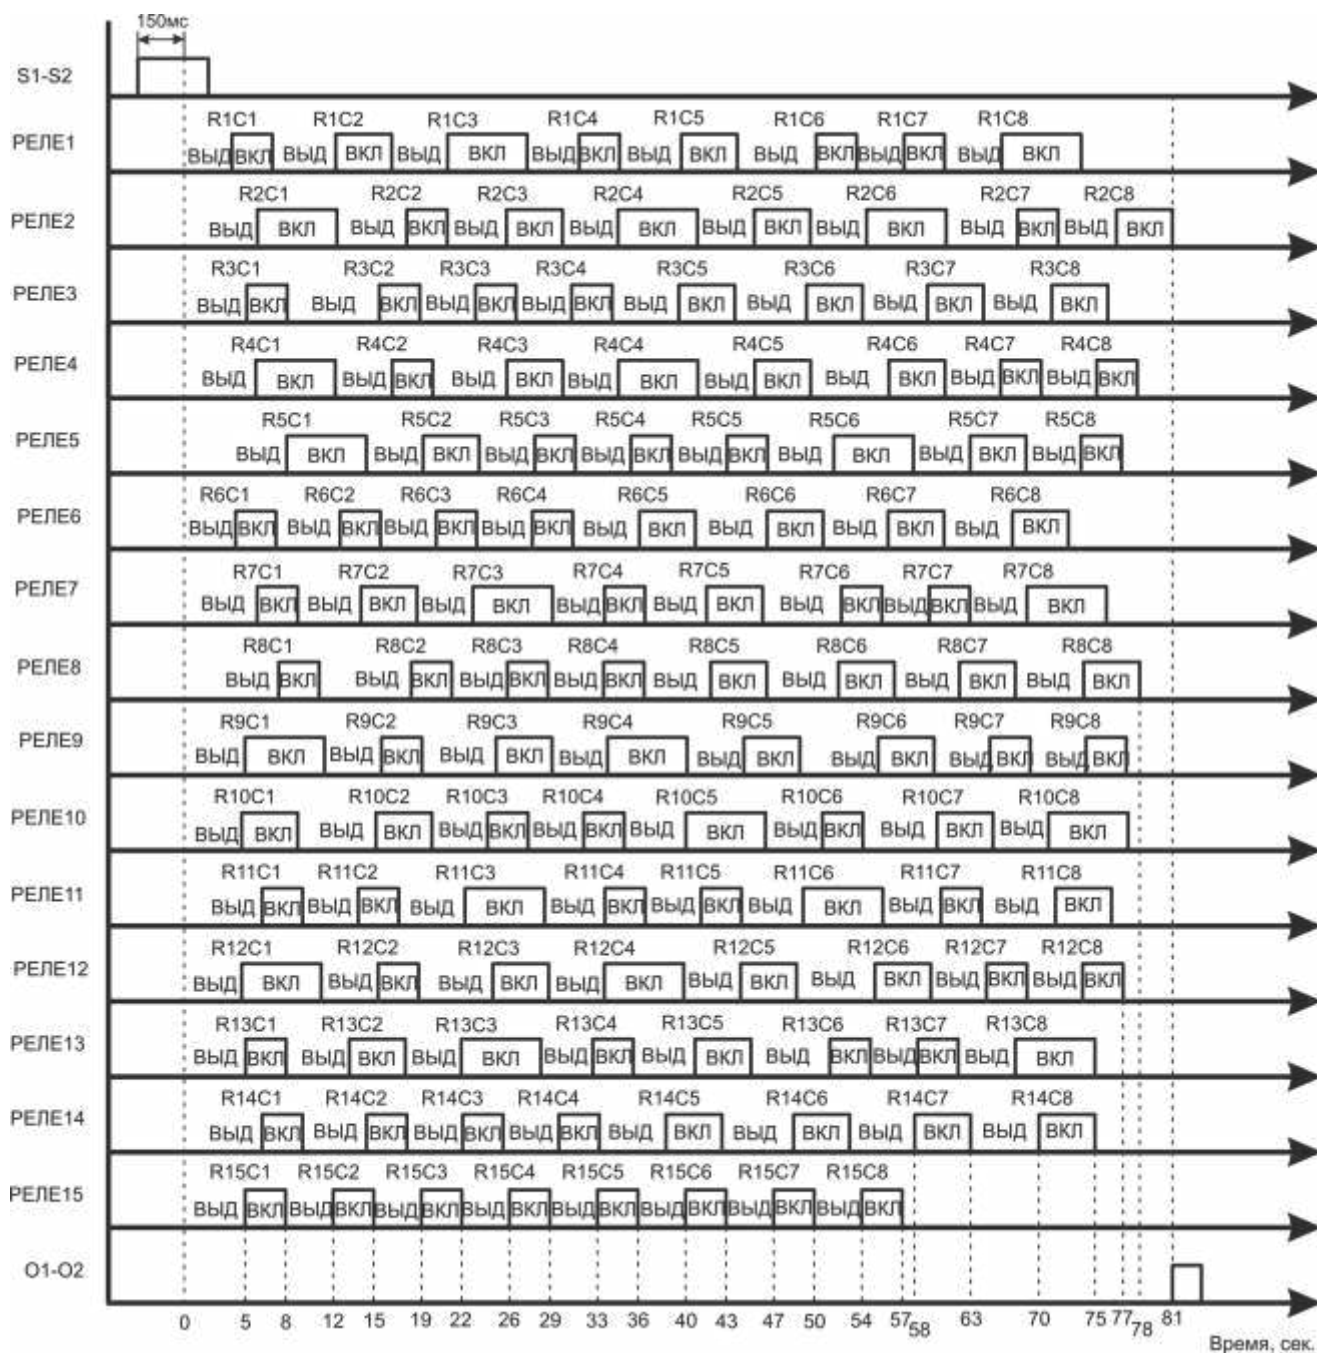 150мс
S1-S2
R1C1 R1C2 R1C3 R1C4 R1C5 R1C6 R1C7 R1C8
РЕЛЕ1
ВЫД ВКЛ ВЫД ВКЛ ВЫД ВКЛ ВЫД ВКЛ ВЫД ВКЛ ВЫД ВКЛ ВЫД ВКЛ ВЫД ВКЛ
R2C1 R2C2 R2C3 R2C4 R2C5 R2C6 R2C7 R2C8
РЕЛЕ2
ВЫД ВКЛ ВЫД ВКЛ ВЫД ВКЛ ВЫД ВКЛ ВЫД ВКЛ ВЫД ВКЛ ВЫД ВКЛ ВЫД ВКЛ
R3C1 R3C2 R3C3 R3C4 R3C5 R3C6 R3C7 R3C8
РЕЛЕ3
ВЫД ВКЛ ВЫД ВКЛ ВЫД ВКЛ ВЫД ВКЛ ВЫД ВКЛ ВЫД ВКЛ ВЫД ВКЛ ВЫД ВКЛ
R4C1 R4C2 R4C3 R4C4 R4C5 R4C6 R4C7 R4C8
РЕЛЕ4
ВЫД ВКЛ ВЫД ВКЛ ВЫД ВКЛ ВЫД ВКЛ ВЫД ВКЛ ВЫД ВКЛ ВЫД ВКЛ ВЫД ВКЛ
R5C1 R5C2 R5C3 R5C4 R5C5 R5C6 R5C7 R5C8
РЕЛЕ5
ВЫД ВКЛ ВЫД ВКЛ ВЫД ВКЛ ВЫД ВКЛ ВЫД ВКЛ ВЫД ВКЛ ВЫД ВКЛ ВЫД ВКЛ
R6C1 R6C2 R6C3 R6C4 R6C5 R6C6 R6C7 R6C8
РЕЛЕ6
ВЫД ВКЛ ВЫД ВКЛ ВЫД ВКЛ ВЫД ВКЛ ВЫД ВКЛ ВЫД ВКЛ ВЫД ВКЛ ВЫД ВКЛ
R7C1 R7C2 R7C3 R7C4 R7C5 R7C6 R7C7 R7C8
РЕЛЕ7
ВЫД ВКЛ ВЫД ВКЛ ВЫД ВКЛ ВЫД ВКЛ ВЫД ВКЛ ВЫД ВКЛ ВЫД ВКЛ ВЫД ВКЛ
R8C1 R8C2 R8C3 R8C4 R8C5 R8C6 R8C7 R8C8
РЕЛЕ8
ВЫД ВКЛ ВЫД ВКЛ ВЫД ВКЛ ВЫД ВКЛ ВЫД ВКЛ ВЫД ВКЛ ВЫД ВКЛ ВЫД ВКЛ
R9C1 R9C2 R9C3 R9C4 R9C5 R9C6 R9C7 R9C8
РЕЛЕ9
ВЫД ВКЛ ВЫД ВКЛ ВЫД ВКЛ ВЫД ВКЛ ВЫД ВКЛ ВЫД ВКЛ ВЫД ВКЛ ВЫД ВКЛ
R10C1 R10C2 R10C3 R10C4 R10C5 R10C6 R10C7 R10C8
РЕЛЕ10
ВЫД ВКЛ ВЫД ВКЛ ВЫД ВКЛ ВЫД ВКЛ ВЫД ВКЛ ВЫД ВКЛ ВЫД ВКЛ ВЫД ВКЛ
R11C1 R11C2 R11C3 R11C4 R11C5 R11C6 R11C7 R11C8
РЕЛЕ11
ВЫД ВКЛ ВЫД ВКЛ ВЫД ВКЛ ВЫД ВКЛ ВЫД ВКЛ ВЫД ВКЛ ВЫД ВКЛ ВЫД ВКЛ
R12C1 R12C2 R12C3 R12C4 R12C5 R12C6 R12C7 R12C8
РЕЛЕ12
ВЫД ВКЛ ВЫД ВКЛ ВЫД ВКЛ ВЫД ВКЛ ВЫД ВКЛ ВЫД ВКЛ ВЫД ВКЛ ВЫД ВКЛ
R13C1 R13C2 R13C3 R13C4 R13C5 R13C6 R13C7 R13C8
РЕЛЕ13
ВЫД ВКЛ ВЫД ВКЛ ВЫД ВКЛ ВЫД ВКЛ ВЫД ВКЛ ВЫД ВКЛ ВЫД ВКЛ ВЫД ВКЛ
R14C1 R14C2 R14C3 R14C4 R14C5 R14C6 R14C7 R14C8
РЕЛЕ14
ВЫД ВКЛ ВЫД ВКЛ ВЫД ВКЛ ВЫД ВКЛ ВЫД ВКЛ ВЫД ВКЛ ВЫД ВКЛ ВЫД ВКЛ
R15C1 R15C2 R15C3 R15C4 R15C5 R15C6 R15C7 R15C8
РЕЛЕ15
ВЫД ВКЛ ВЫД ВКЛ ВЫД ВКЛ ВЫД ВКЛ ВЫД ВКЛ ВЫД ВКЛ ВЫД ВКЛ ВЫД ВКЛ
O1-O2
0 5 8 12 15 19 22 26 29 33 36 40 43 47 50 54 57 58 63 70 75 77 78 81
Время, сек.